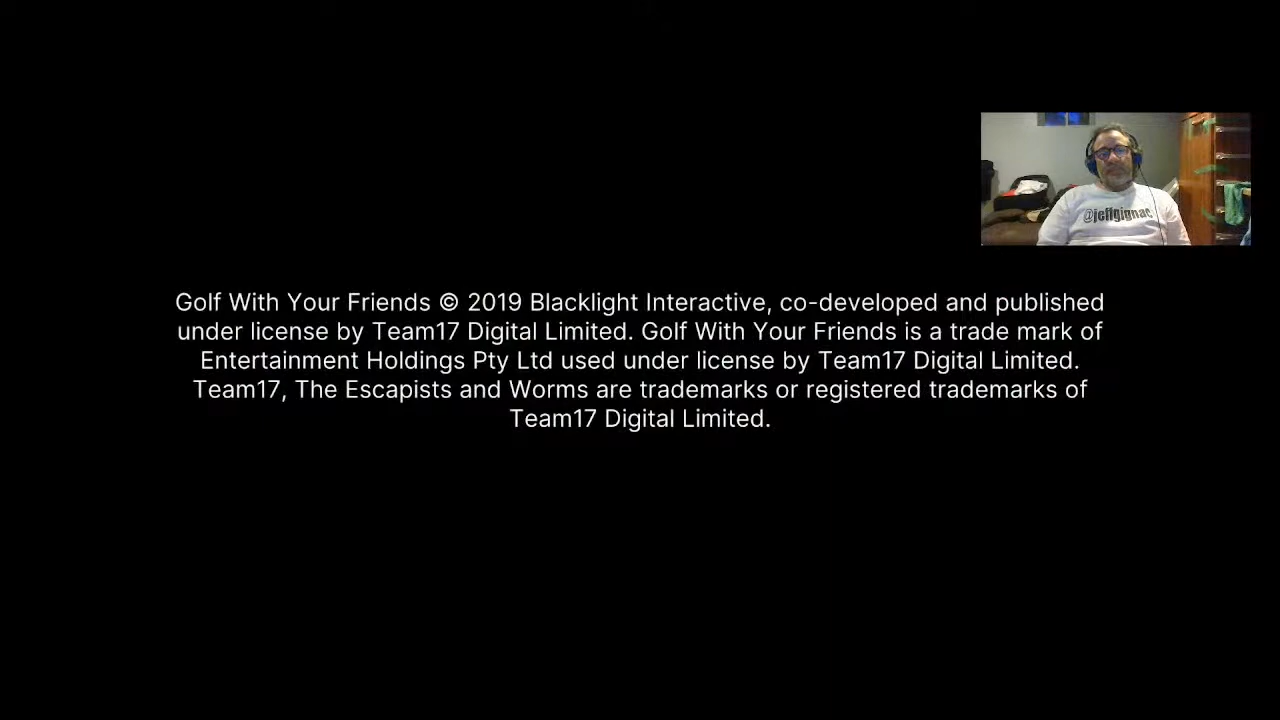 @jeffgignac
Golf With Your Friends © 2019 Blacklight Interactive, co-developed and published
under license by Team17 Digital Limited. Golf With Your Friends is a trade mark of
Entertainment Holdings Pty Ltd used under license by Team17 Digital Limited.
Team17, The Escapists and Worms are trademarks or registered trademarks of
Team17 Digital Limited.